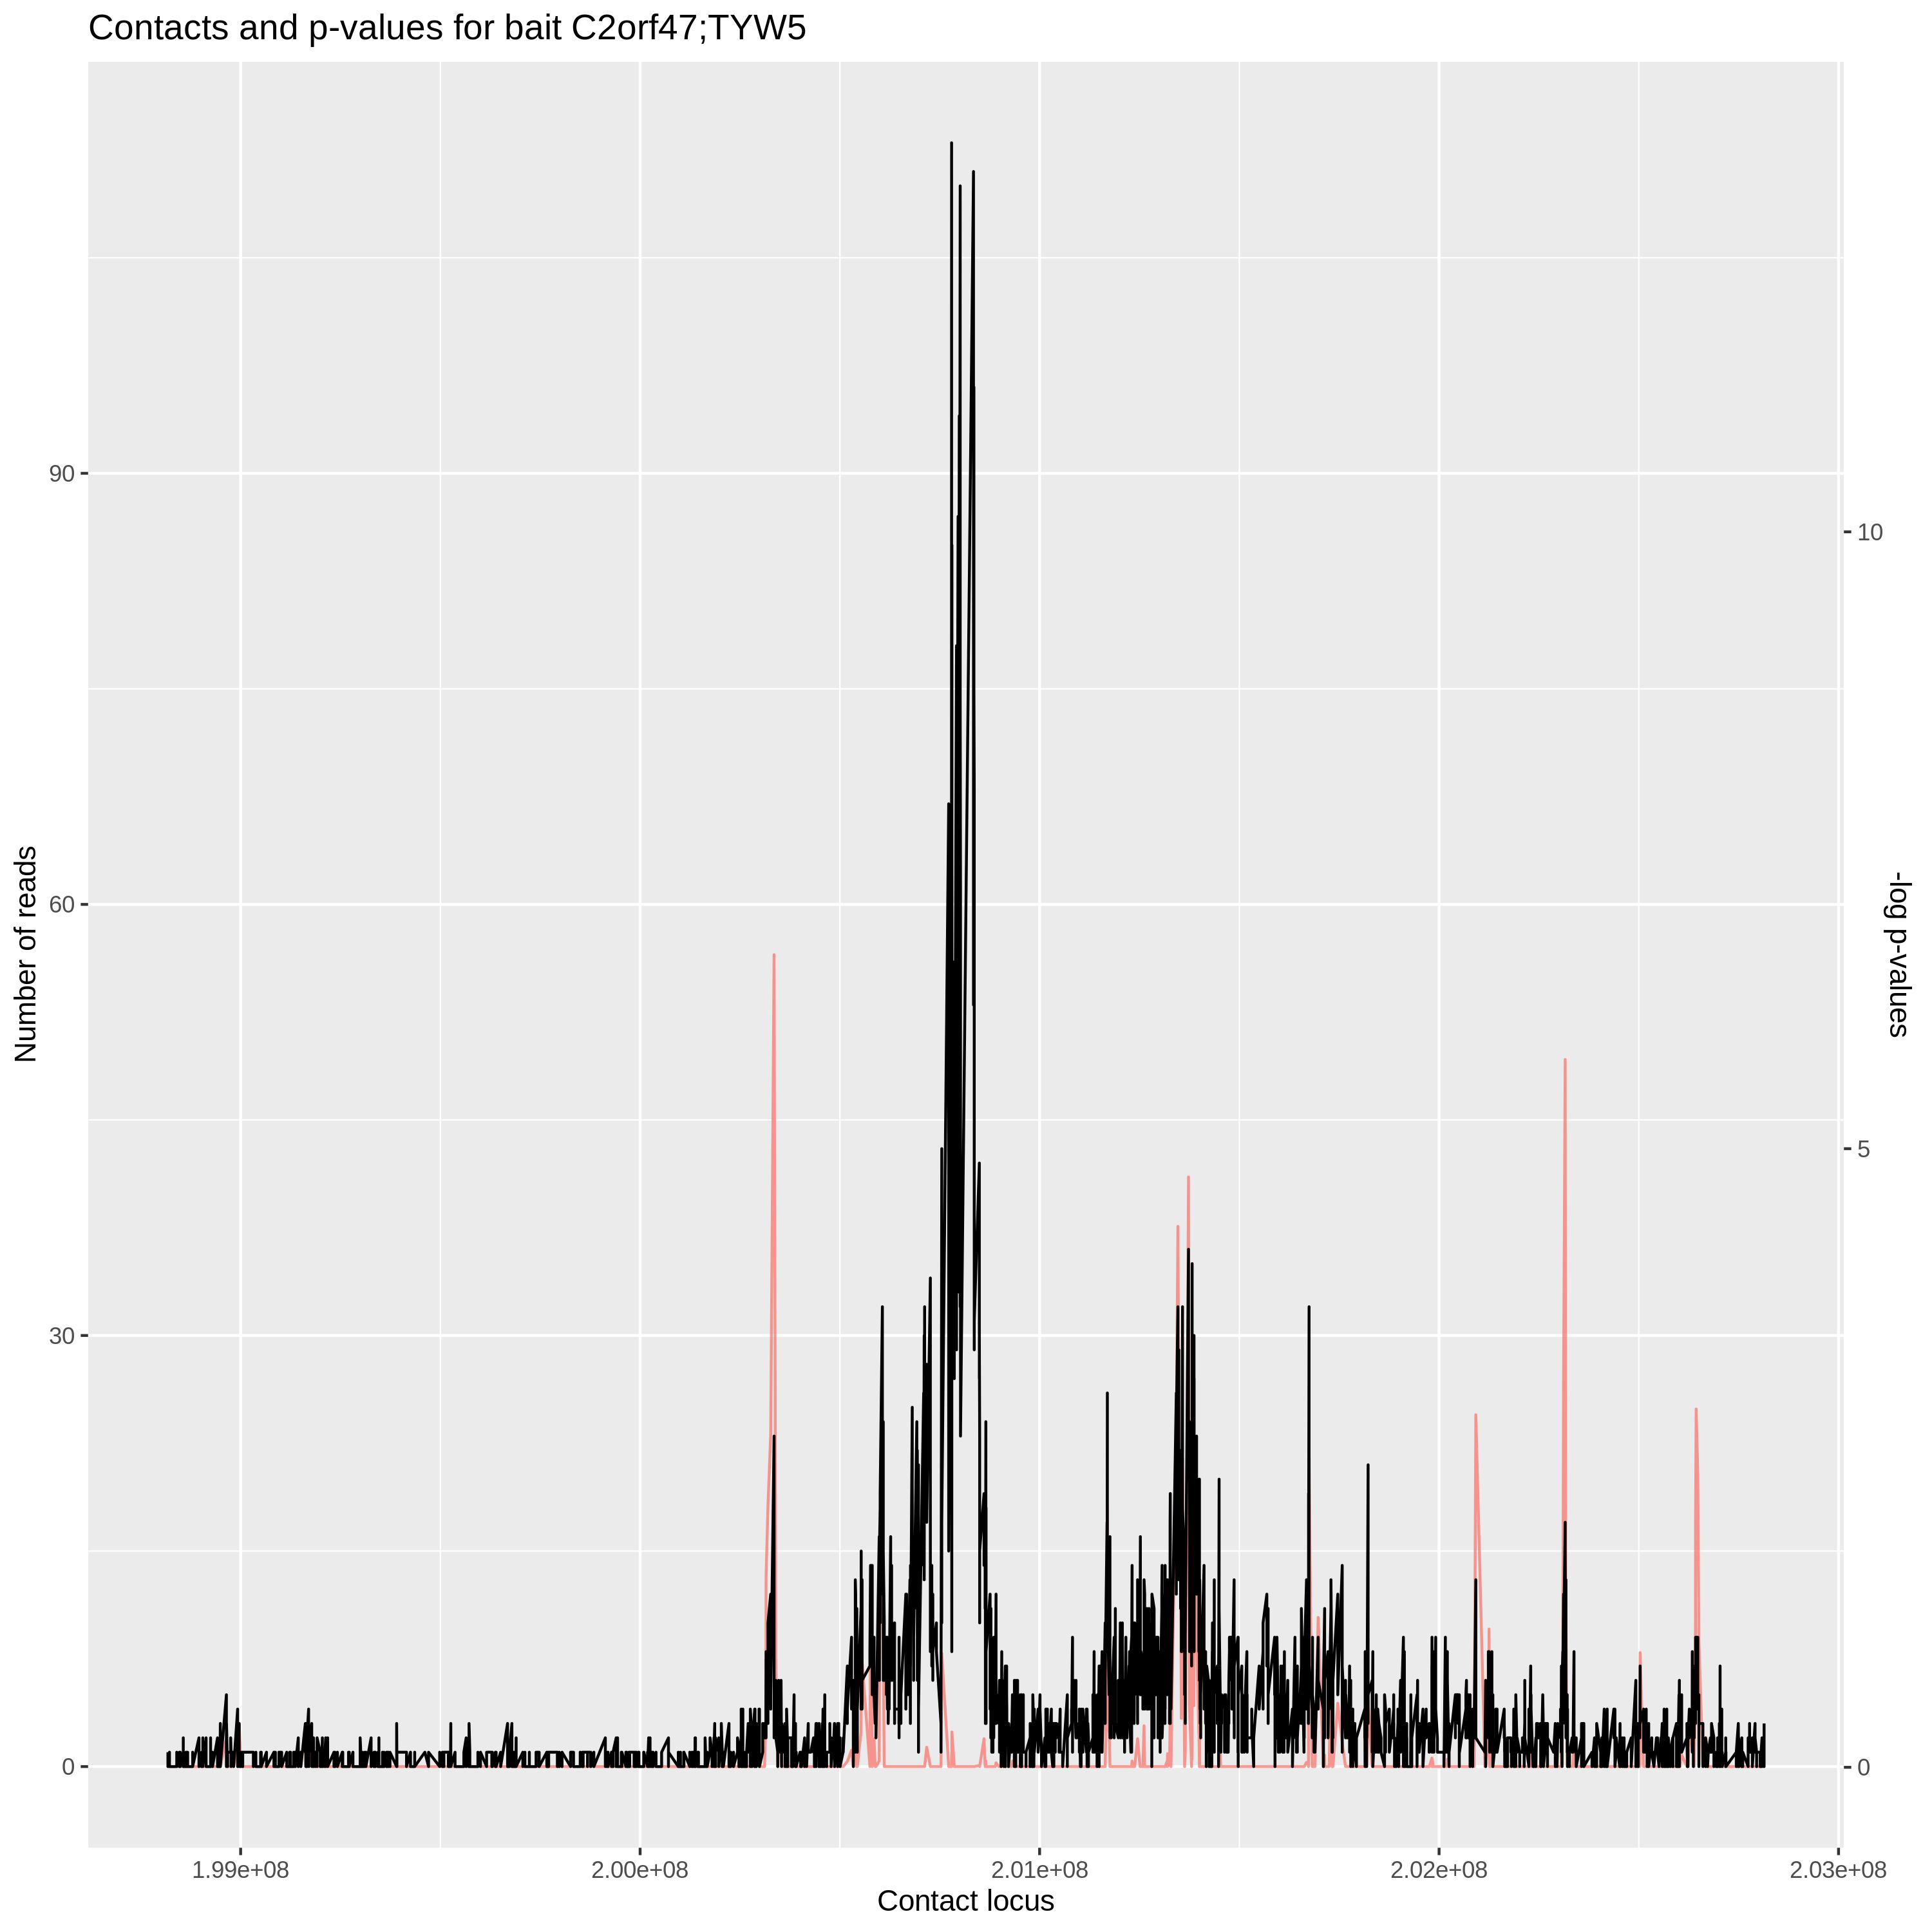 Contacts and p-values for bait C2orf47;TYW5
90
60
30
0
10
5
0
Number of reads
-log p-values
1.99e+08 2.00e+08 2.01e+08 2.02e+08 2.03e+08
Contact locus